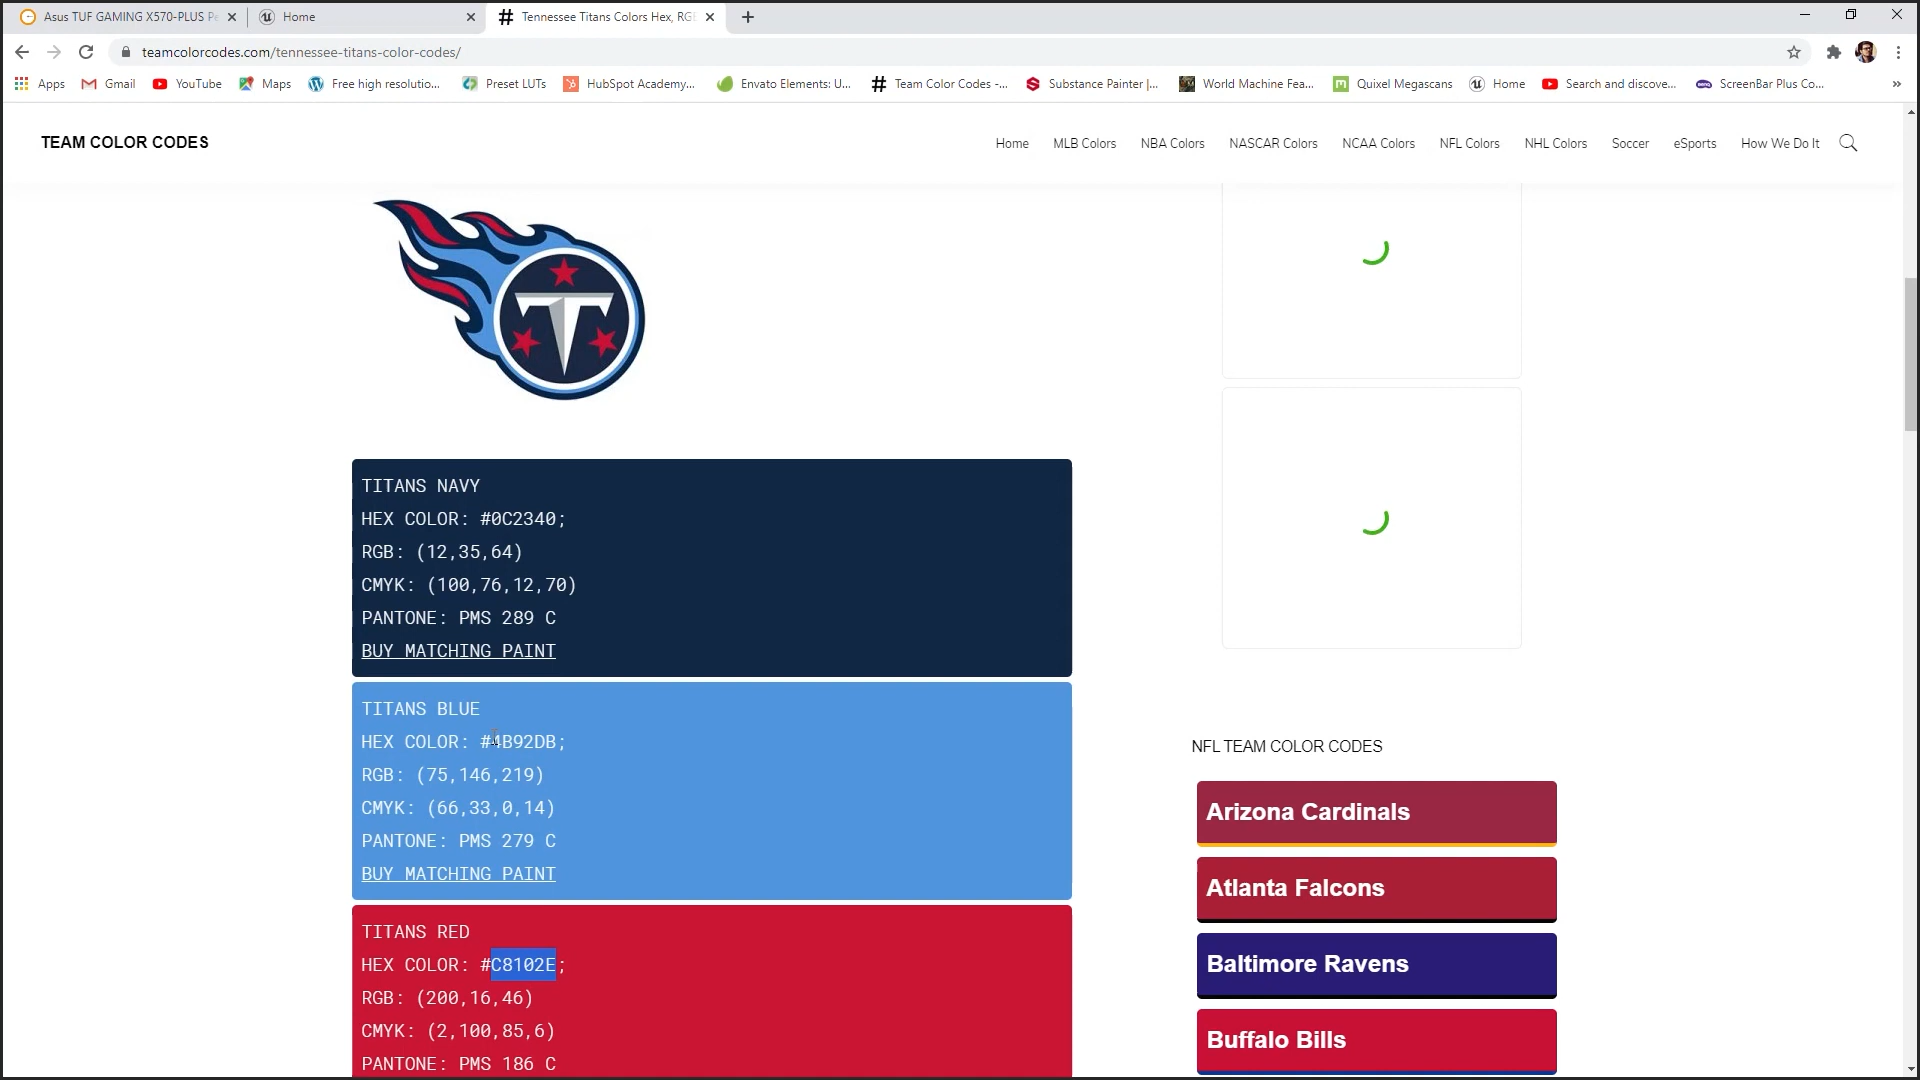 Asus TUF GAMING X570-PLUS Pe
Home
Tennessee Titans Colors Hex, RGB
teamcolorcodes.com/tennessee-titans-color-codes/
Apps
Gmail
YouTube
Maps
Free high resolutio...
Preset LUTs
HubSpot Academy...
Envato Elements: U...
Team Color Codes -...
Substance Painter |...
World Machine Fea...
Quixel Megascans
Home
Search and discove...
ScreenBar Plus Co...
TEAM COLOR CODES
Home
MLB Colors
NBA Colors
NASCAR Colors
NCAA Colors
NFL Colors
NHL Colors
Soccer
eSports
How We Do It
TITANS NAVY
HEX COLOR: #0C2340;
RGB: (12,35,64)
CMYK: (100,76,12,70)
PANTONE: PMS 289 C
BUY MATCHING PAINT
TITANS BLUE
HEX COLOR: #4B92DB;
RGB: (75,146,219)
CMYK: (66,33,0,14)
PANTONE: PMS 279 C
BUY MATCHING PAINT
TITANS RED
HEX COLOR: #C8102E;
RGB: (200,16,46)
CMYK: (2,100,85,6)
PANTONE: PMS 186 C
NFL TEAM COLOR CODES
Arizona Cardinals
Atlanta Falcons
Baltimore Ravens
Buffalo Bills